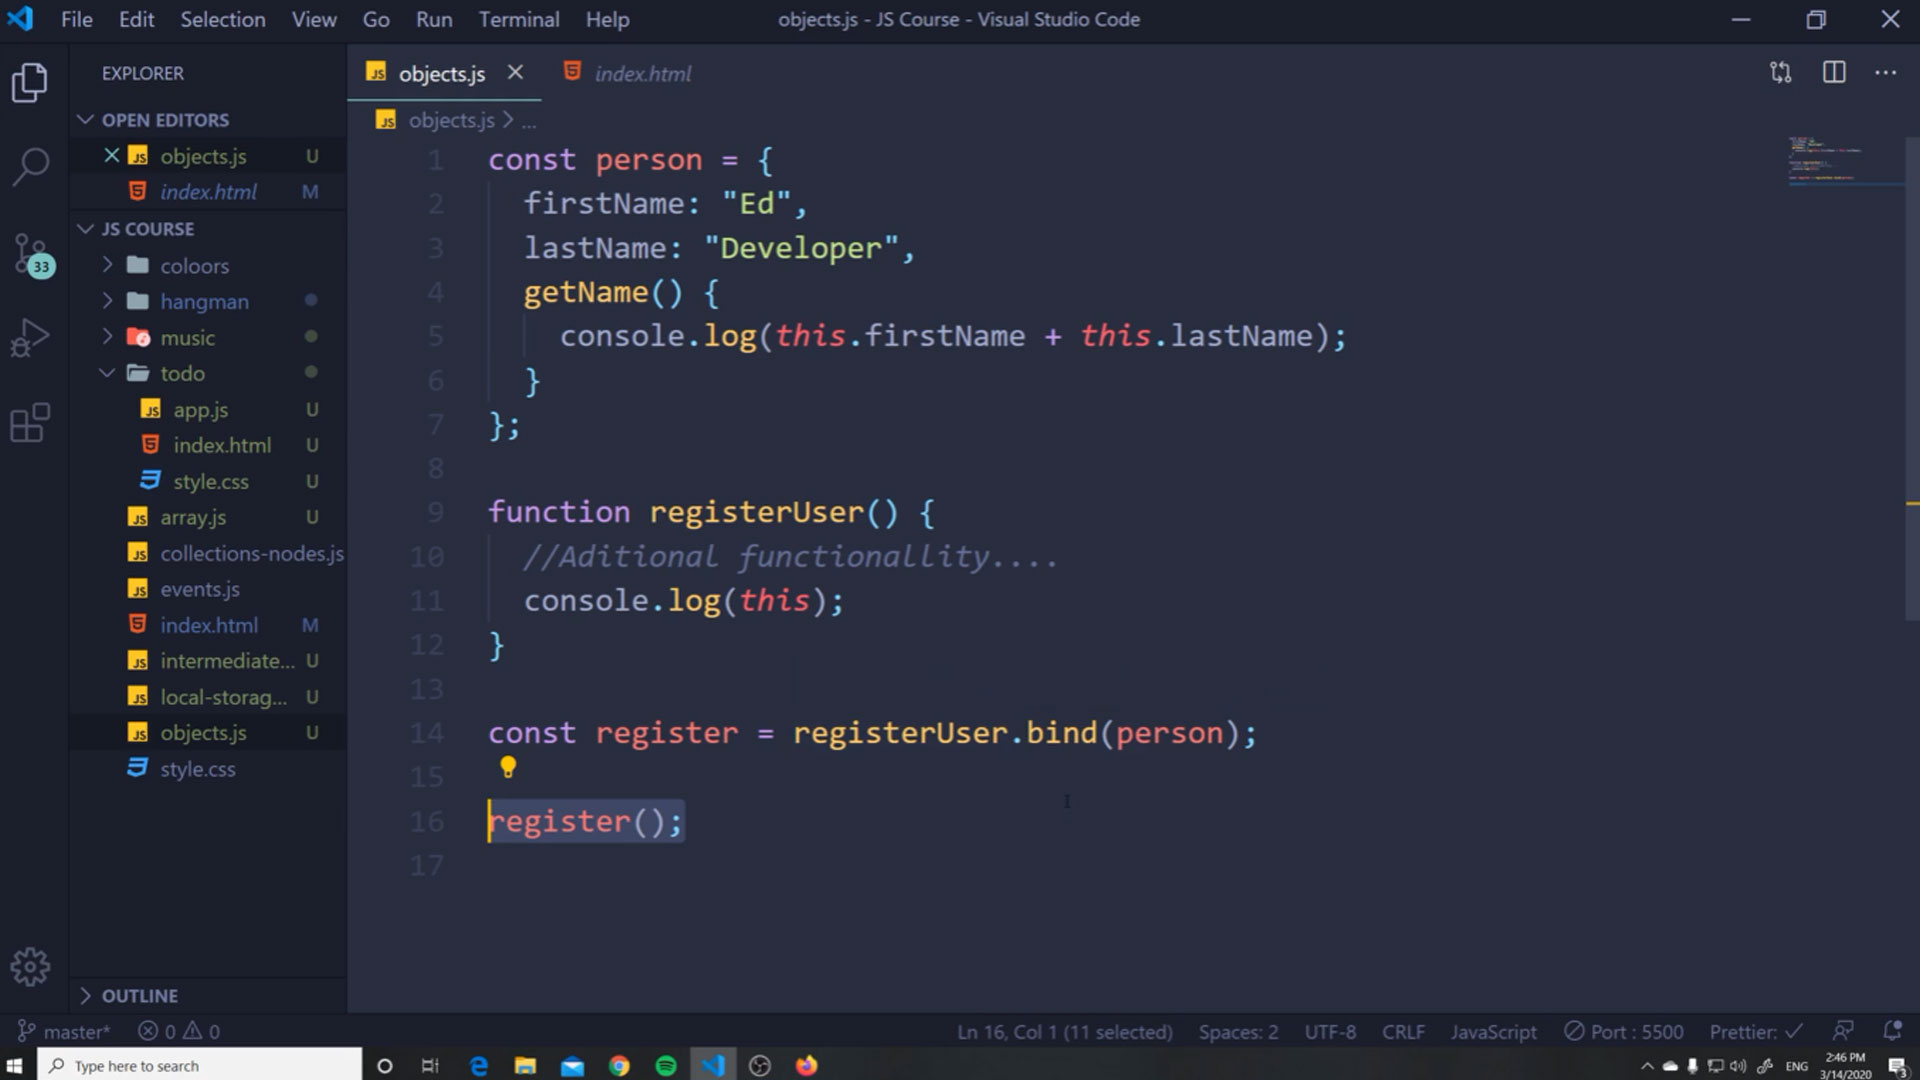 File Edit Selection View Go Run Terminal Help objects.js - JS Course - Visual Studio Code
EXPLORER
OPEN EDITORS
objects.js U
index.html M
JS COURSE
coloors
hangman
music
todo
app.js U
index.html U
style.css U
array.js U
collections-nodes.js
events.js
index.html M
intermediate... U
local-storag... U
objects.js U
style.css
OUTLINE
33
objects.js index.html
objects.js > ...
1 const person = {
2 firstName: "Ed",
3 lastName: "Developer",
4 getName() {
5 console.log(this.firstName + this.lastName);
6 }
7 };
8
9 function registerUser() {
10 //Aditional functionallity....
11 console.log(this);
12 }
13
14 const register = registerUser.bind(person);
15
16 register();
17
master* 0 0 Ln 16, Col 1 (11 selected) Spaces: 2 UTF-8 CRLF JavaScript Port : 5500 Prettier: ✓
Type here to search ENG 2:46 PM
3/14/2020 3